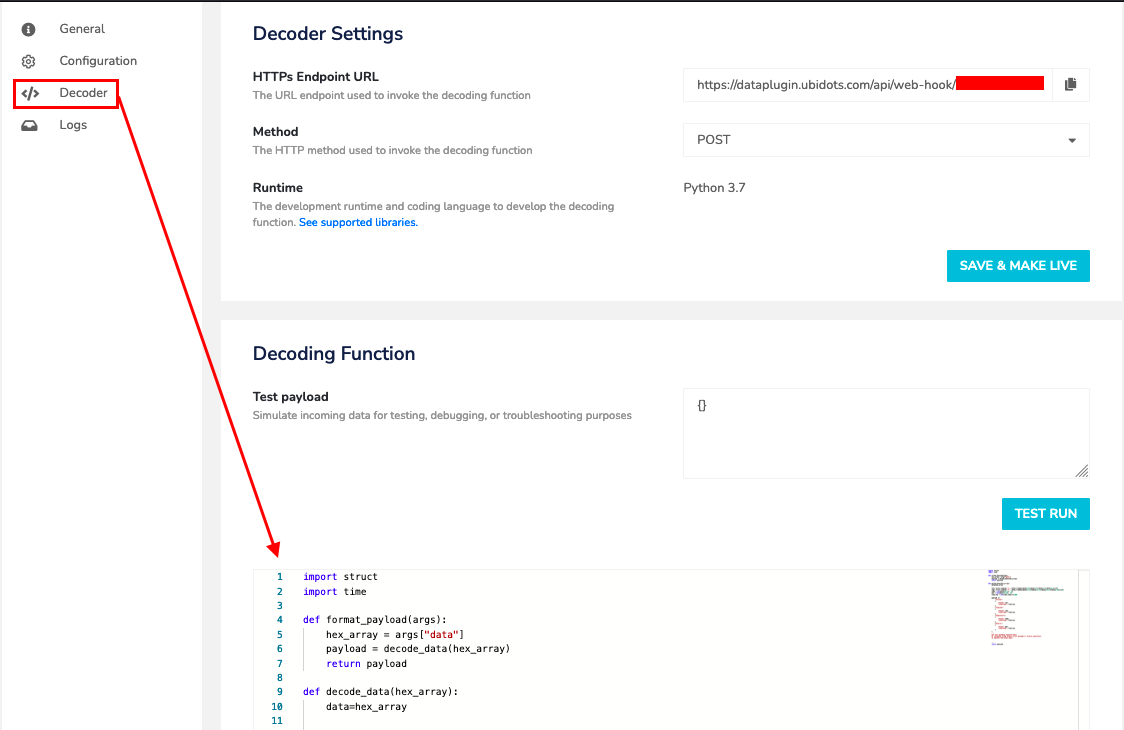 General
Configuration
Decoder
Logs
Decoder Settings
HTTPs Endpoint URL
The URL endpoint used to invoke the decoding function
https://dataplugin.ubidots.com/api/web-hook/
Method
The HTTP method used to invoke the decoding function
POST
Runtime
The development runtime and coding language to develop the decoding
function. See supported libraries.
Python 3.7
SAVE & MAKE LIVE
Decoding Function
Test payload
Simulate incoming data for testing, debugging, or troubleshooting purposes
{}
TEST RUN
1 import struct
2 import time
3
4 def format_payload(args):
5 hex_array = args["data"]
6 payload = decode_data(hex_array)
7 return payload
8
9 def decode_data(hex_array):
10 data=hex_array
11